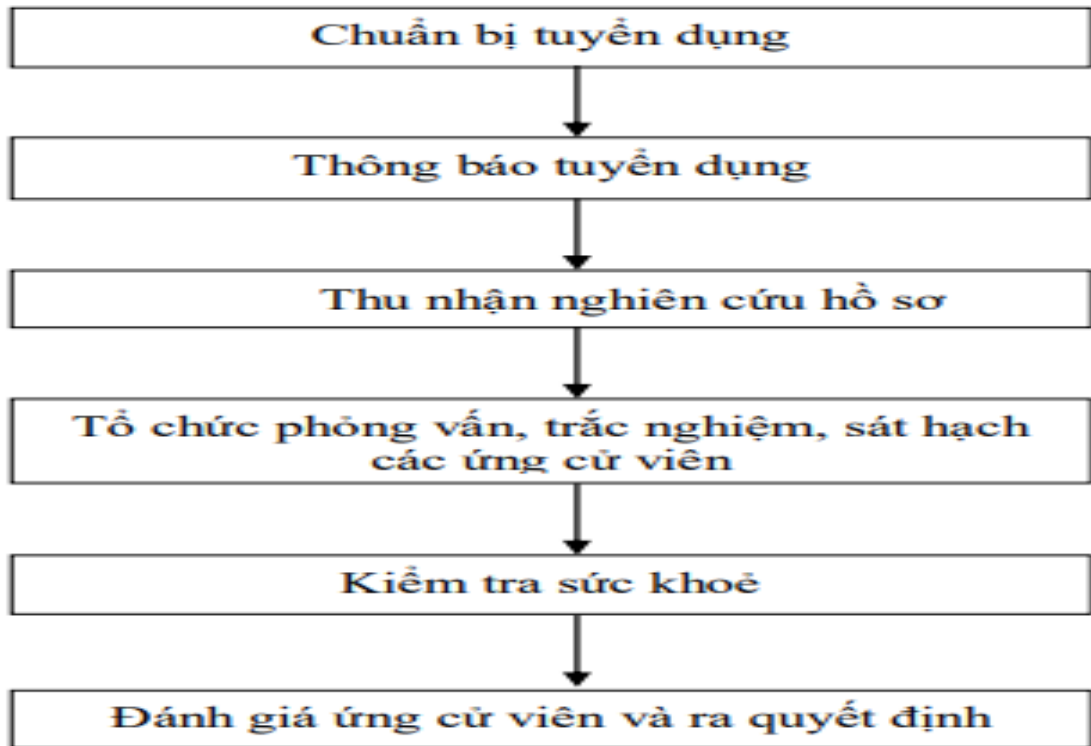 Chuẩn bị tuyển dụng
Thông báo tuyển dụng
Thu nhận nghiên cứu hồ sơ
Tổ chức phỏng vấn, trắc nghiệm, sát hạch
các ứng cử viên
Kiểm tra sức khoẻ
Đánh giá ứng cử viên và ra quyết định